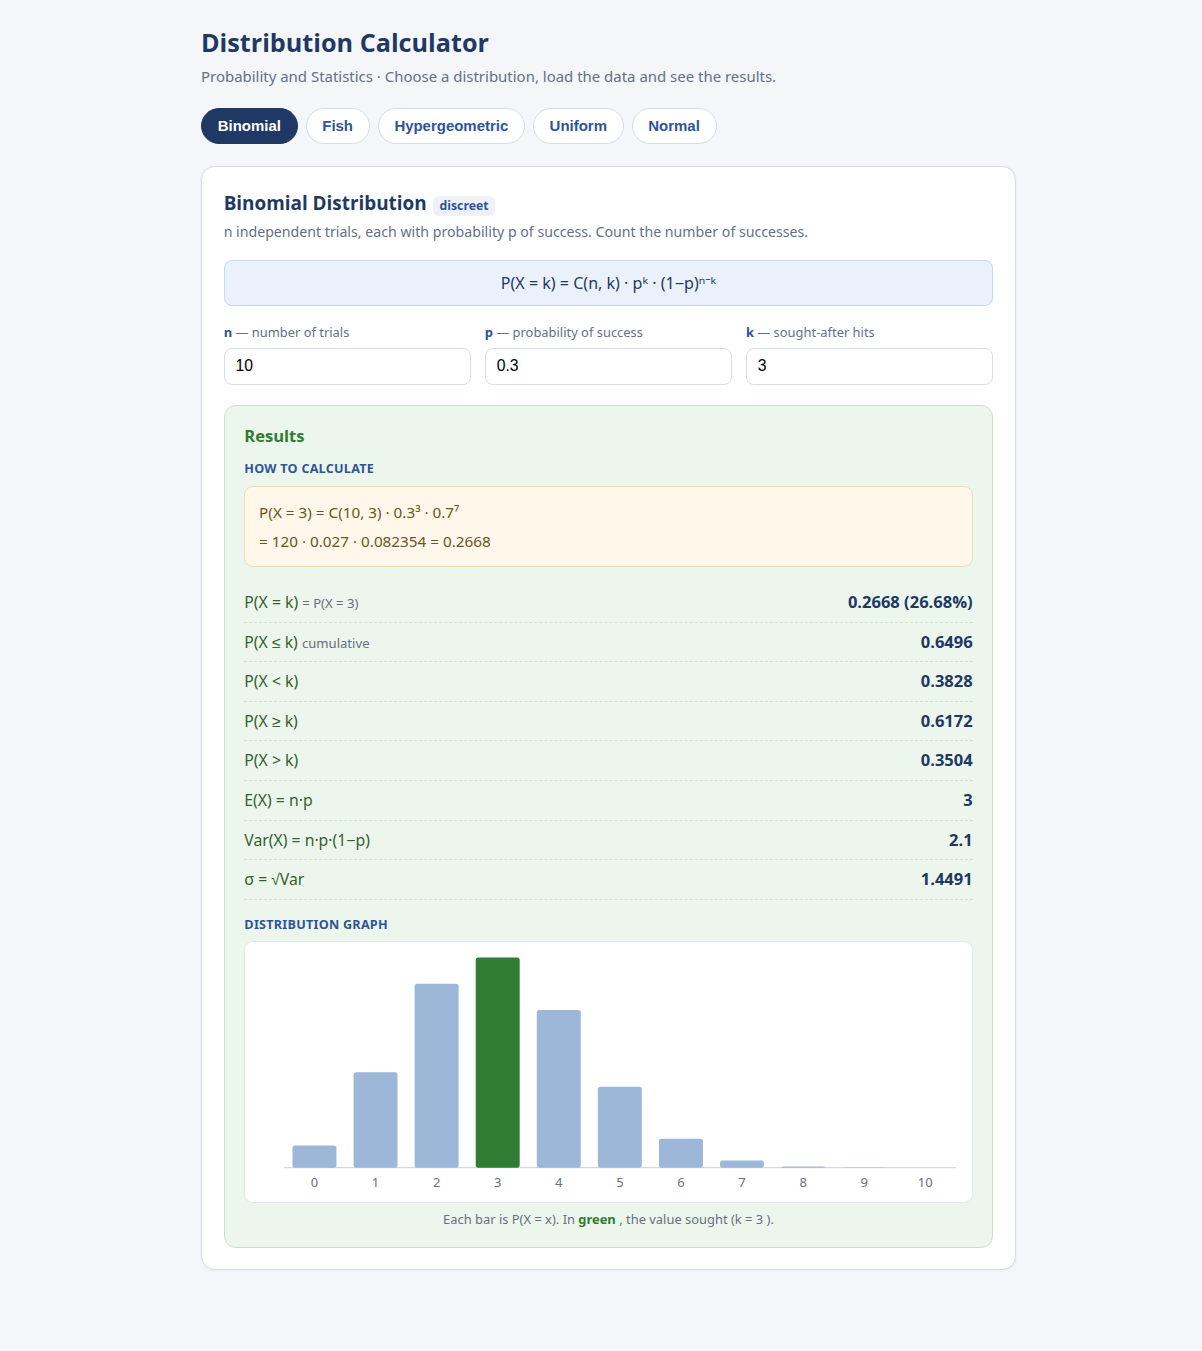 Distribution Calculator
Probability and Statistics · Choose a distribution, load the data and see the results.
Binomial Fish Hypergeometric Uniform Normal
Binomial Distribution discreet
n independent trials, each with probability p of success. Count the number of successes.
P(X = k) = C(n, k) · pᵏ · (1−p)ⁿ⁻ᵏ
n — number of trials p — probability of success k — sought-after hits
10 0.3 3
Results
HOW TO CALCULATE
P(X = 3) = C(10, 3) · 0.3³ · 0.7⁷
= 120 · 0.027 · 0.082354 = 0.2668
P(X = k) = P(X = 3) 0.2668 (26.68%)
P(X ≤ k) cumulative 0.6496
P(X < k) 0.3828
P(X ≥ k) 0.6172
P(X > k) 0.3504
E(X) = n·p 3
Var(X) = n·p·(1−p) 2.1
σ = √Var 1.4491
DISTRIBUTION GRAPH
0 1 2 3 4 5 6 7 8 9 10
Each bar is P(X = x). In green , the value sought (k = 3 ).